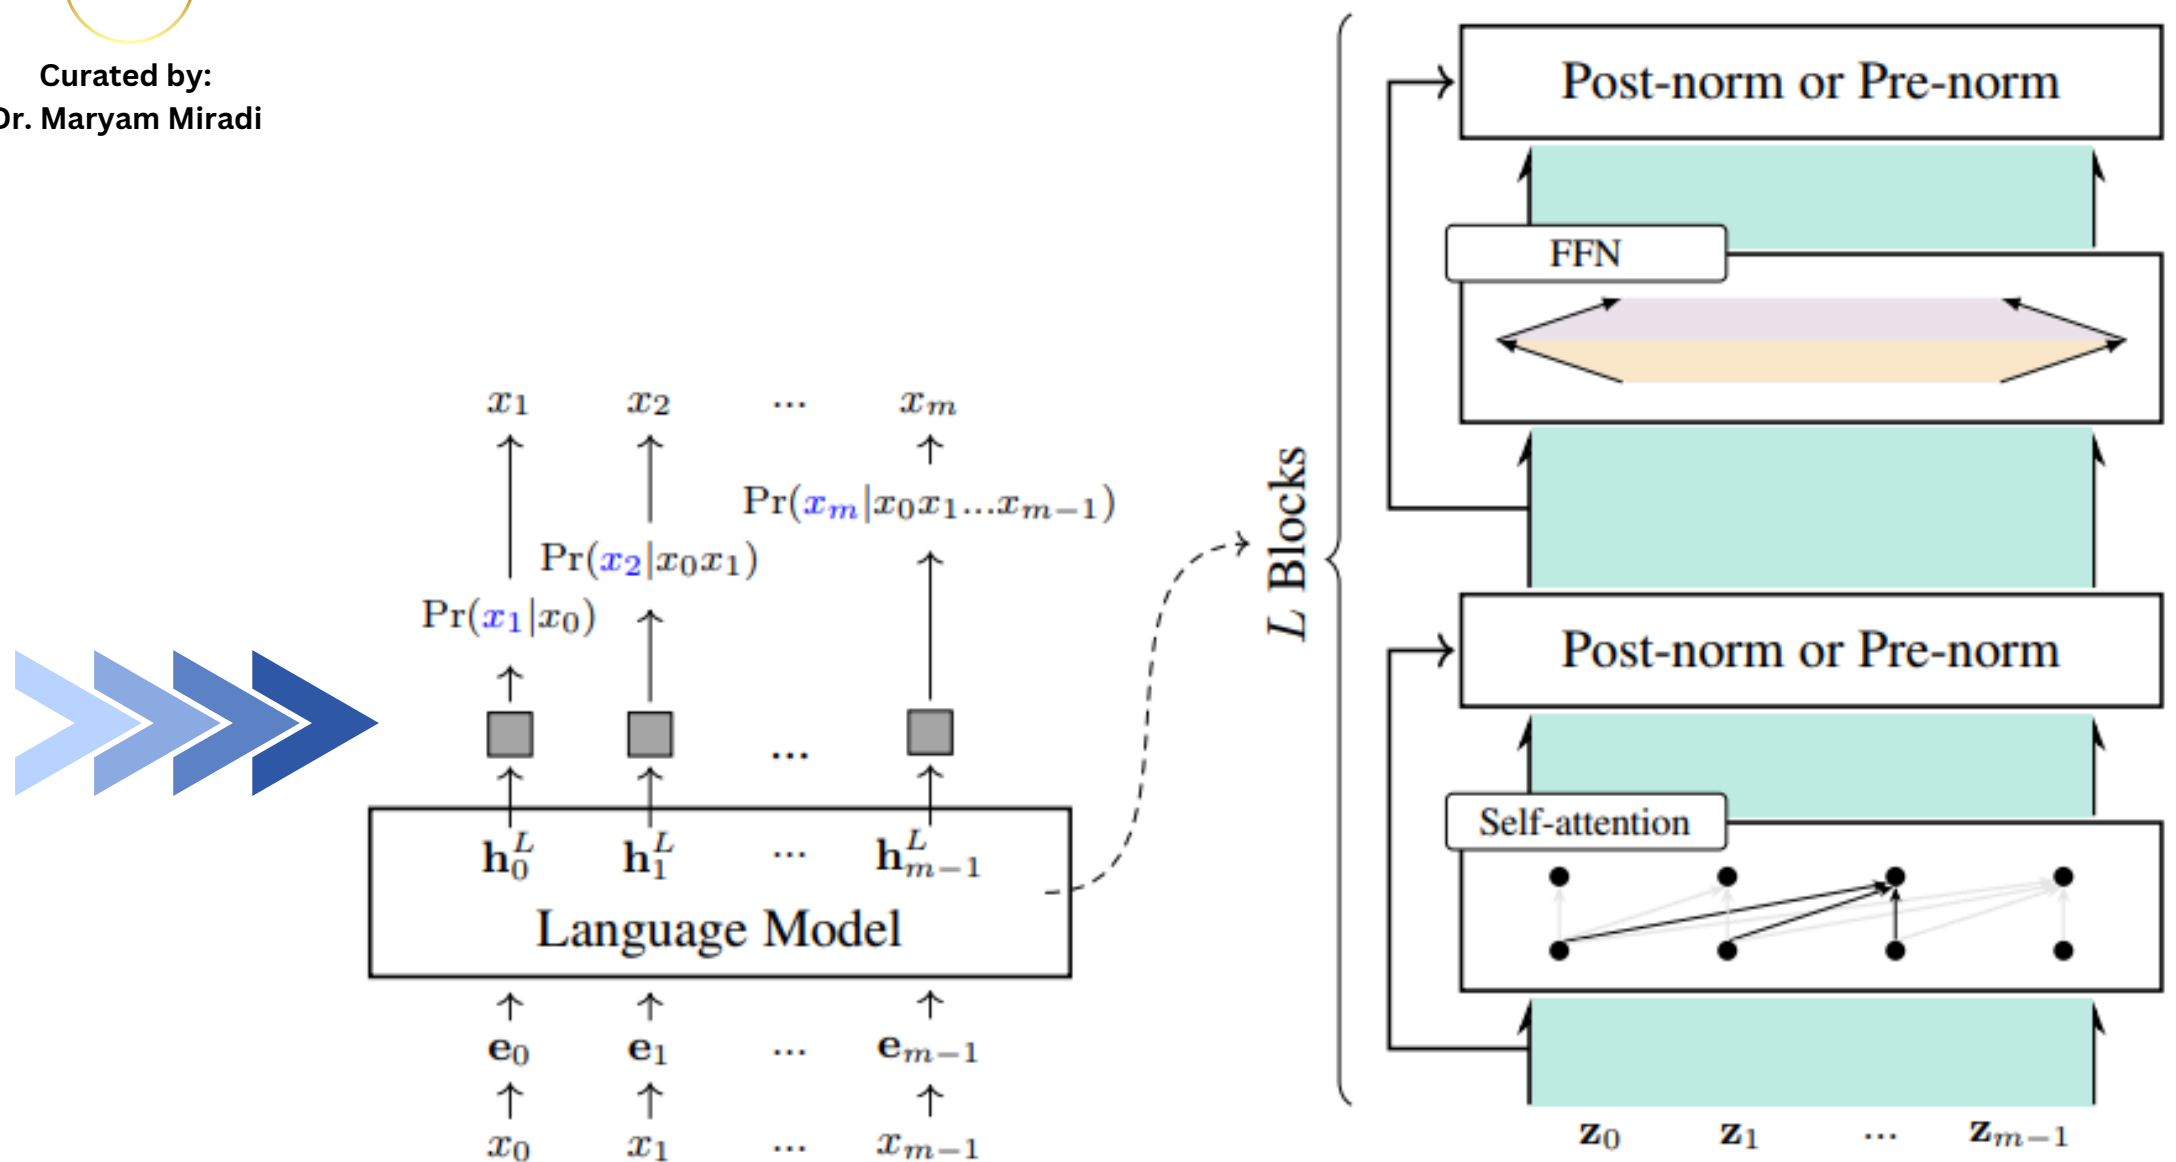 Curated by:
Dr. Maryam Miradi
x₁ x₂ ... xₘ
Pr(xₘ|x₀x₁...xₘ₋₁)
Pr(x₂|x₀x₁)
Pr(x₁|x₀)
...
h₀ᴸ h₁ᴸ ... hₘ₋₁ᴸ
Language Model
e₀ e₁ ... eₘ₋₁
x₀ x₁ ... xₘ₋₁
L Blocks
Post-norm or Pre-norm
FFN
Post-norm or Pre-norm
Self-attention
z₀ z₁ ... zₘ₋₁